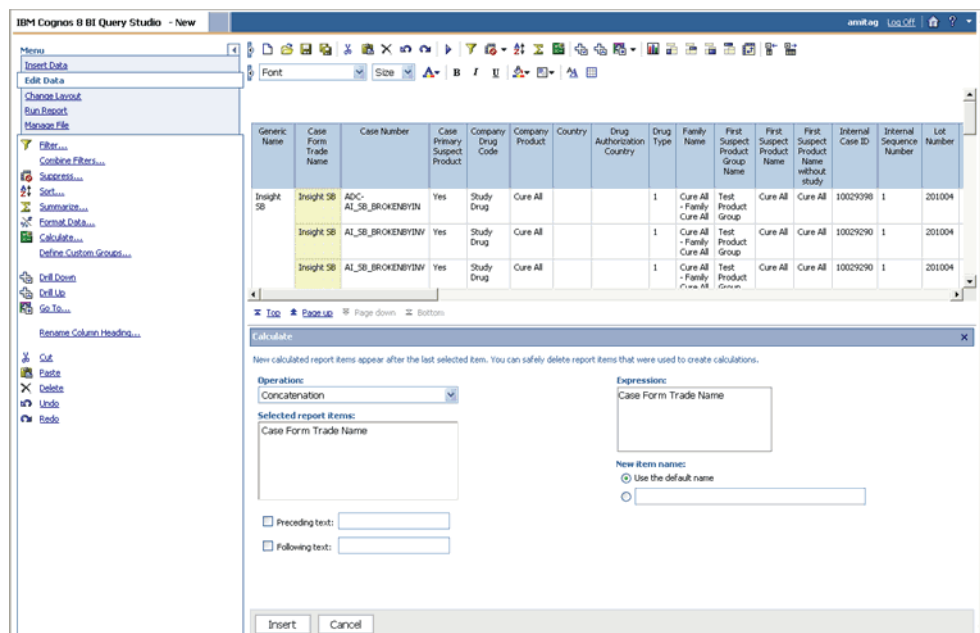 IBM Cognos 8 BI Query Studio - New
amitag Log Off ?
Menu
Insert Data
Edit Data
Change Layout
Run Report
Manage File
Filter...
Combine Filters...
Suppress...
Sort...
Summarize...
Format Data...
Calculate...
Define Custom Groups...
Drill Down
Drill Up
Go To...
Rename Column Heading...
Cut
Paste
Delete
Undo
Redo
Font Size A B I U
Generic Name Case Form Trade Name Case Number Case Primary Suspect Product Company Drug Code Company Product Country Drug Authorization Country Drug Type Family Name First Suspect Product Group Name First Suspect Product Name First Suspect Product Name without study Internal Case ID Internal Sequence Number Lot Number
Insight SB Insight SB ADC-AI_SB_BROKENBYIN Yes Study Drug Cure All 1 Cure All - Family Cure All Test Product Group Cure All Cure All 10029398 1 201004
Insight SB AI_SB_BROKENBYINV Yes Study Drug Cure All 1 Cure All - Family Cure All Test Product Group Cure All Cure All 10029290 1 201004
Insight SB AI_SB_BROKENBYINV Yes Study Drug Cure All 1 Cure All - Family Cure All Test Product Group Cure All Cure All 10029290 1 201004
Top Page up Page down Bottom
Calculate
New calculated report items appear after the last selected item. You can safely delete report items that were used to create calculations.
Operation:
Concatenation
Selected report items:
Case Form Trade Name
Preceding text:
Following text:
Expression:
Case Form Trade Name
New item name:
Use the default name
Insert Cancel